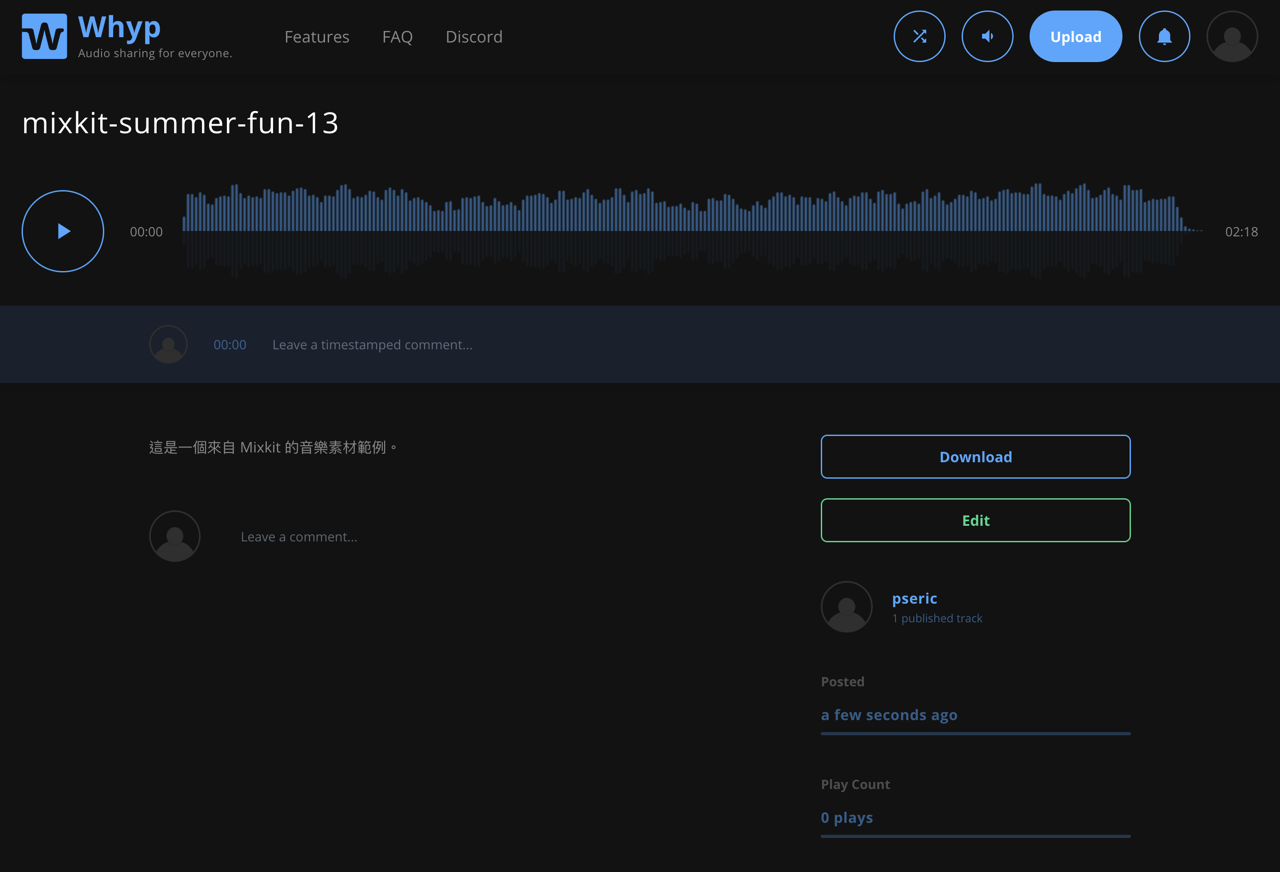 Whyp
Audio sharing for everyone.
Features
FAQ
Discord
Upload
mixkit-summer-fun-13
00:00
02:18
00:00
Leave a timestamped comment...
這是一個來自 Mixkit 的音樂素材範例。
Leave a comment...
Download
Edit
pseric
1 published track
Posted
a few seconds ago
Play Count
0 plays